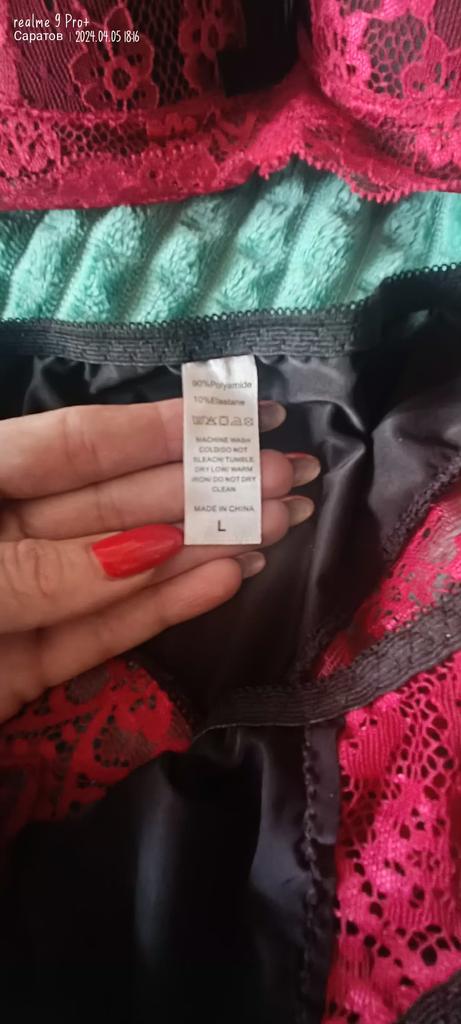 realme 9 Pro+
Саратов | 2024.04.05 18:16
90%Polyamide
10%Elastane
MACHINE WASH
COLD/DO NOT
BLEACH/TUMBLE
DRY LOW/ WARM
IRON/ DO NOT DRY
CLEAN
MADE IN CHINA
L